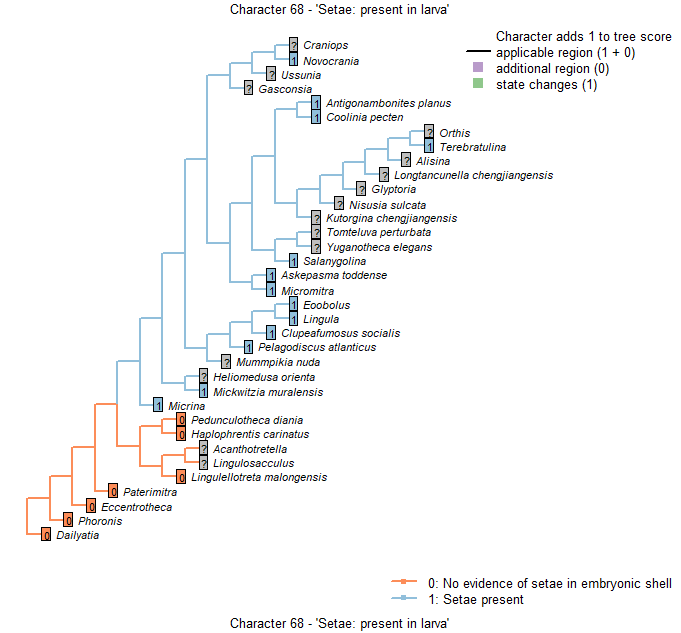 Character 68 - 'Setae: present in larva'
Character adds 1 to tree score
applicable region (1 + 0)
additional region (0)
state changes (1)
? Craniops
1 Novocrania
? Ussunia
? Gasconsia
1 Antigonambonites planus
1 Coolinia pecten
? Orthis
1 Terebratulina
? Alisina
? Longtancunella chengjiangensis
? Glyptoria
? Nisusia sulcata
? Kutorgina chengjiangensis
? Tomteluva perturbata
? Yuganotheca elegans
1 Salanygolina
1 Askepasma toddense
1 Micromitra
1 Eoobolus
1 Lingula
1 Clupeafumosus socialis
1 Pelagodiscus atlanticus
? Mummpikia nuda
? Heliomedusa orienta
1 Mickwitzia muralensis
1 Micrina
0 Pedunculotheca diania
0 Haplophrentis carinatus
? Acanthotretella
? Lingulosacculus
0 Lingulellotreta malongensis
0 Paterimitra
0 Eccentrotheca
0 Phoronis
0 Dailyatia
0: No evidence of setae in embryonic shell
1: Setae present
Character 68 - 'Setae: present in larva'